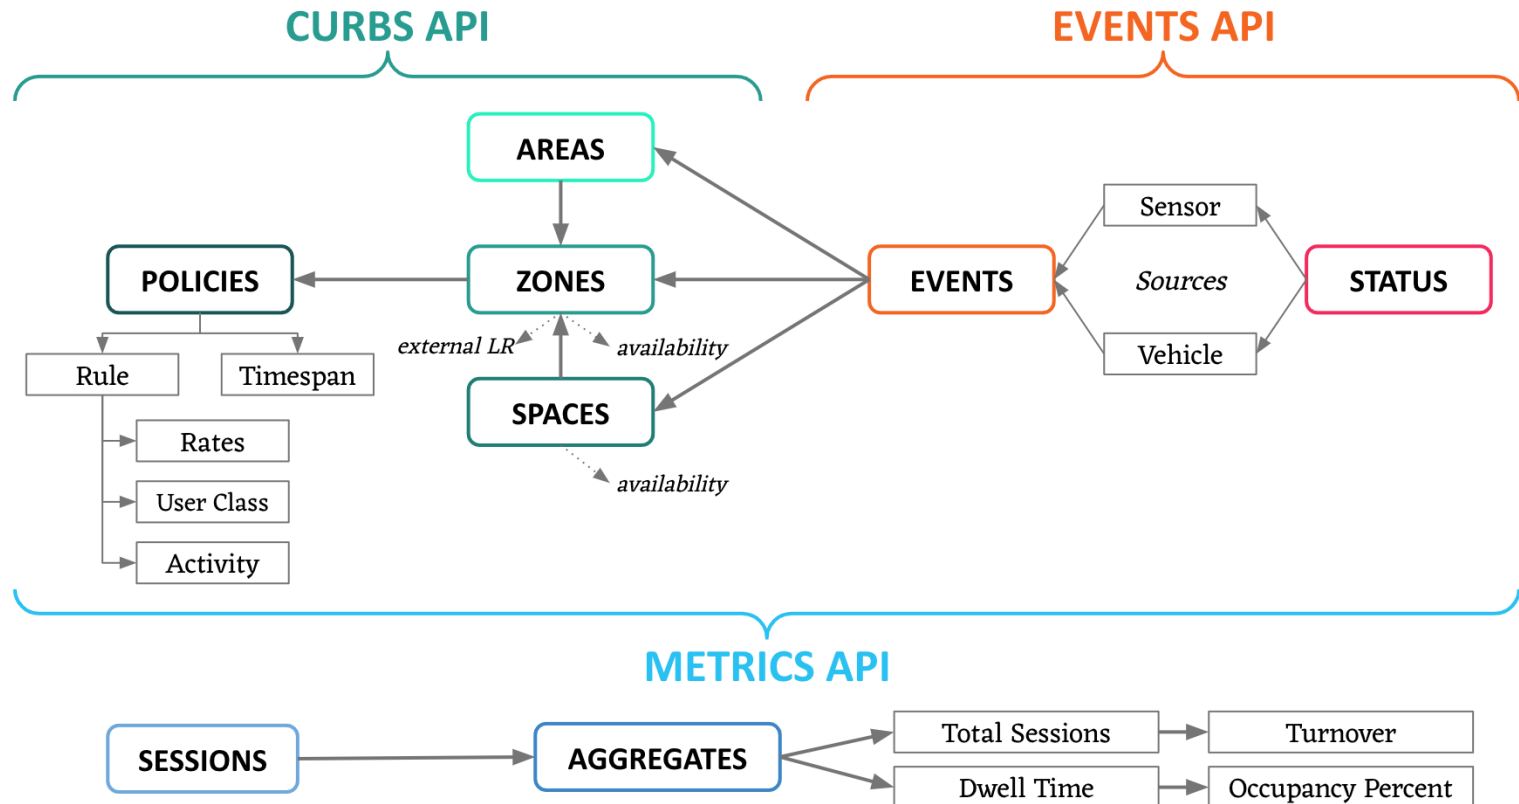 CURBS API
EVENTS API
AREAS
Sensor
POLICIES
ZONES
EVENTS
Sources
STATUS
external LR
availability
Vehicle
Rule
Timespan
SPACES
Rates
availability
User Class
Activity
METRICS API
SESSIONS
AGGREGATES
Total Sessions
Turnover
Dwell Time
Occupancy Percent